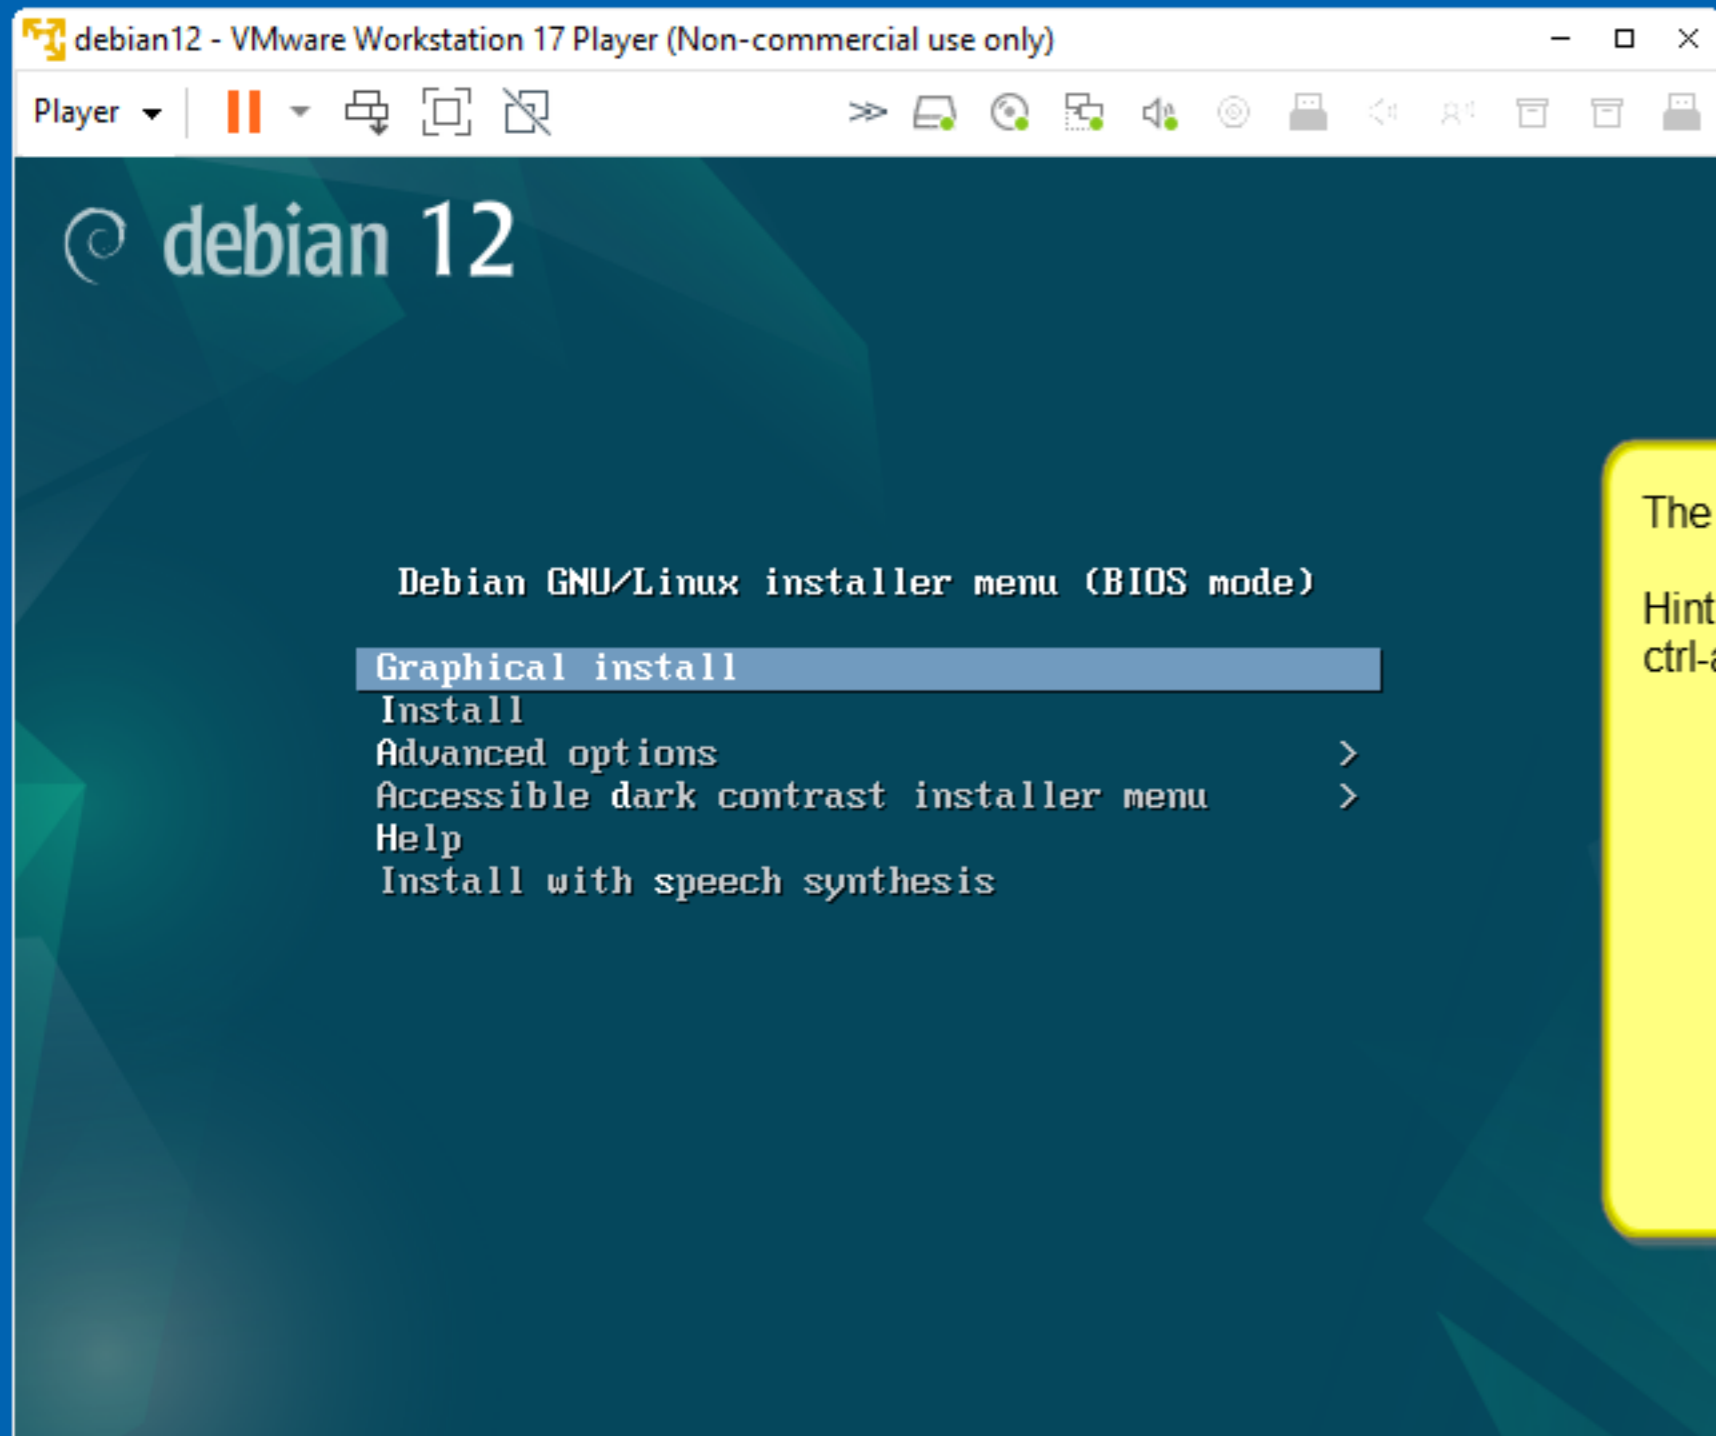 debian12 - VMware Workstation 17 Player (Non-commercial use only)
Player
debian 12
Debian GNU/Linux installer menu (BIOS mode)
Graphical install
Install
Advanced options >
Accessible dark contrast installer menu >
Help
Install with speech synthesis
The
Hint
ctrl-a